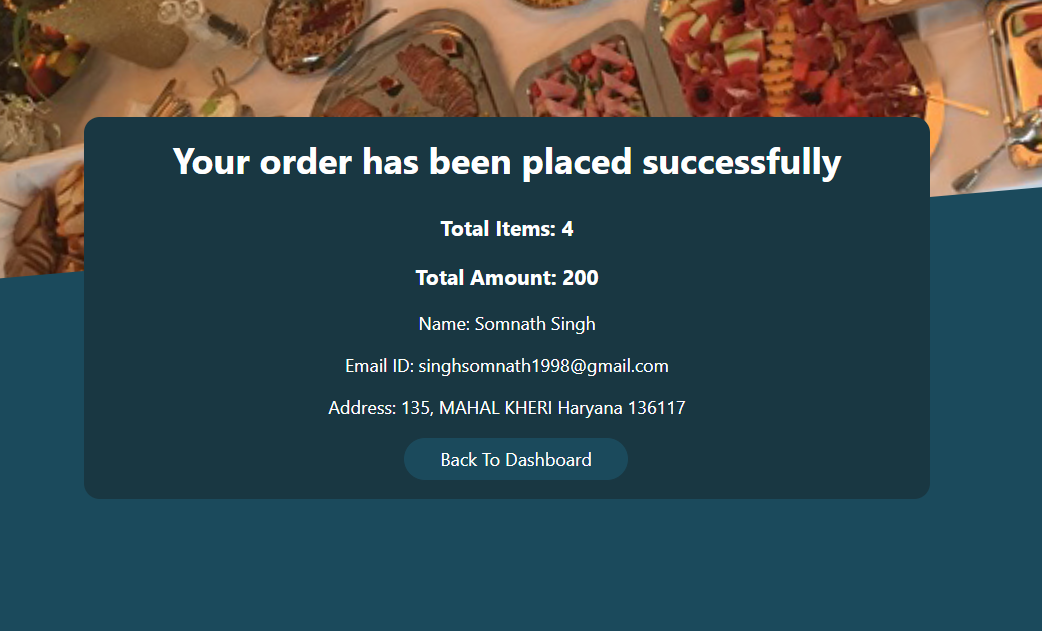 Your order has been placed successfully
Total Items: 4
Total Amount: 200
Name: Somnath Singh
Email ID: singhsomnath1998@gmail.com
Address: 135, MAHAL KHERI Haryana 136117
Back To Dashboard